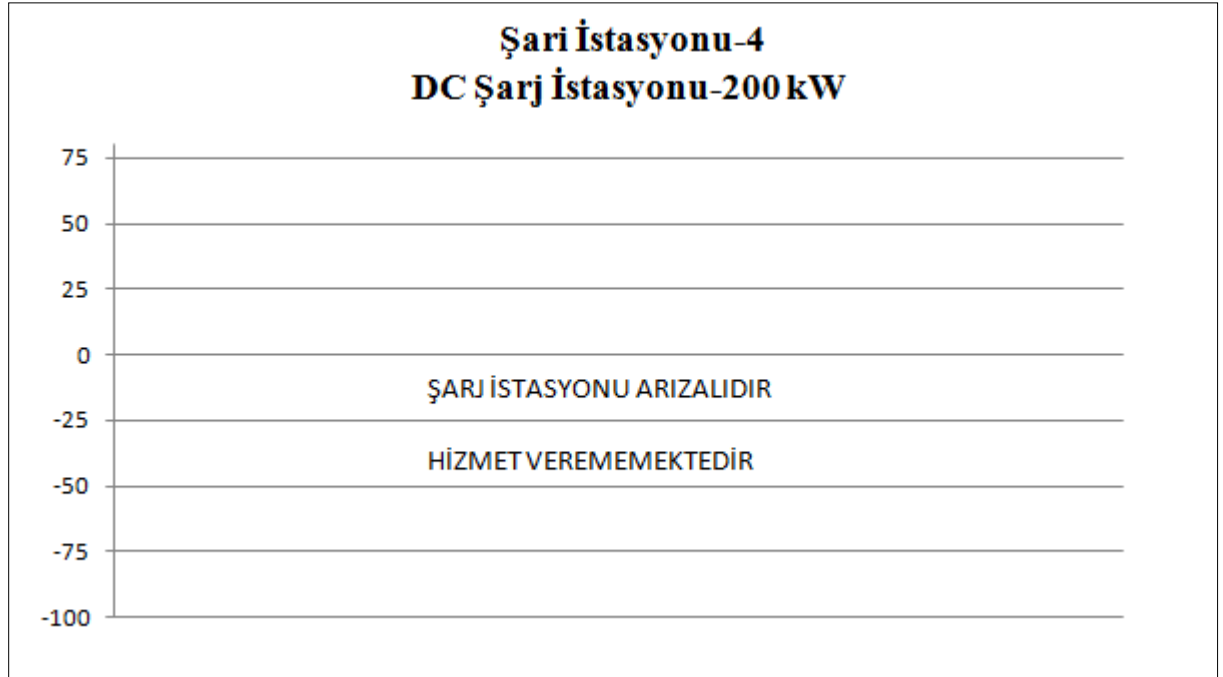 Şari İstasyonu-4
DC Şarj İstasyonu-200 kW
75
50
25
0
ŞARJ İSTASYONU ARIZALIDIR
-25
HİZMET VEREMEMEKTEDİR
-50
-75
-100